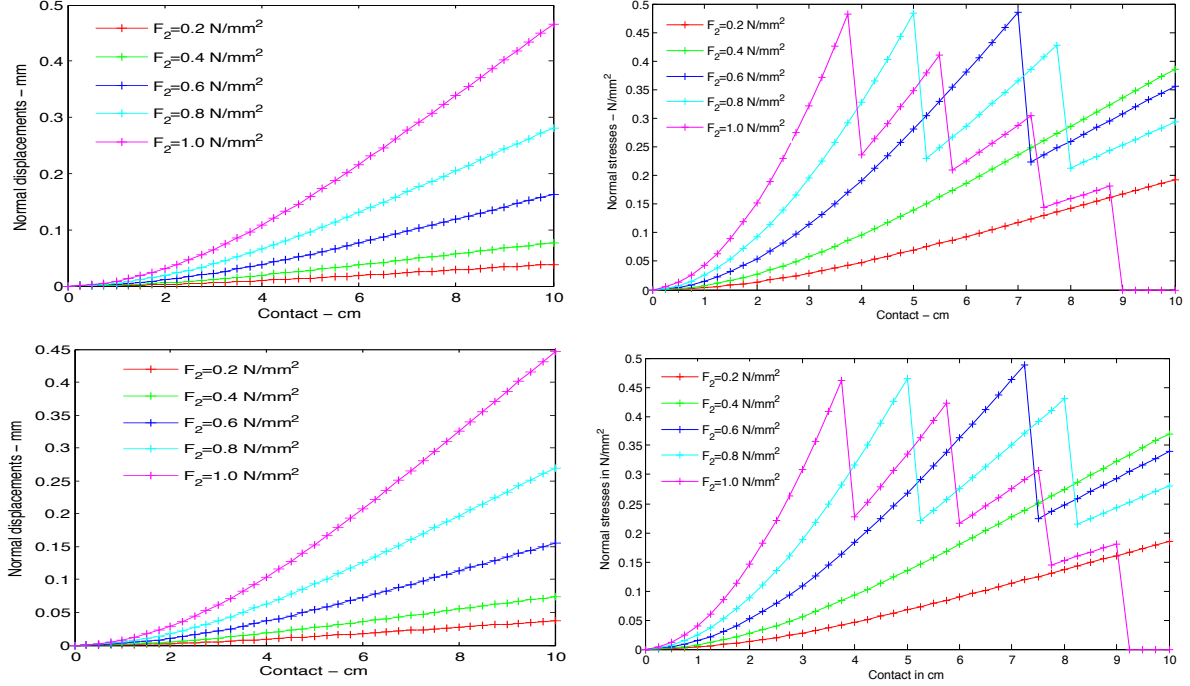 0.5
0.4
0.3
0.2
0.1
0
0 2 4 6 8 10
Normal displacements – mm
Contact – cm
F2=0.2 N/mm2
F2=0.4 N/mm2
F2=0.6 N/mm2
F2=0.8 N/mm2
F2=1.0 N/mm2
0.5
0.45
0.4
0.35
0.3
0.25
0.2
0.15
0.1
0.05
0
0 1 2 3 4 5 6 7 8 9 10
Normal stresses – N/mm2
Contact – cm
F2=0.2 N/mm2
F2=0.4 N/mm2
F2=0.6 N/mm2
F2=0.8 N/mm2
F2=1.0 N/mm2
0.45
0.4
0.35
0.3
0.25
0.2
0.15
0.1
0.05
0
0 2 4 6 8 10
Normal displacements – mm
Contact – cm
F2=0.2 N/mm2
F2=0.4 N/mm2
F2=0.6 N/mm2
F2=0.8 N/mm2
F2=1.0 N/mm2
0.5
0.45
0.4
0.35
0.3
0.25
0.2
0.15
0.1
0.05
0
0 1 2 3 4 5 6 7 8 9 10
Normal stresses in N/mm2
Contact in cm
F2=0.2 N/mm2
F2=0.4 N/mm2
F2=0.6 N/mm2
F2=0.8 N/mm2
F2=1.0 N/mm2